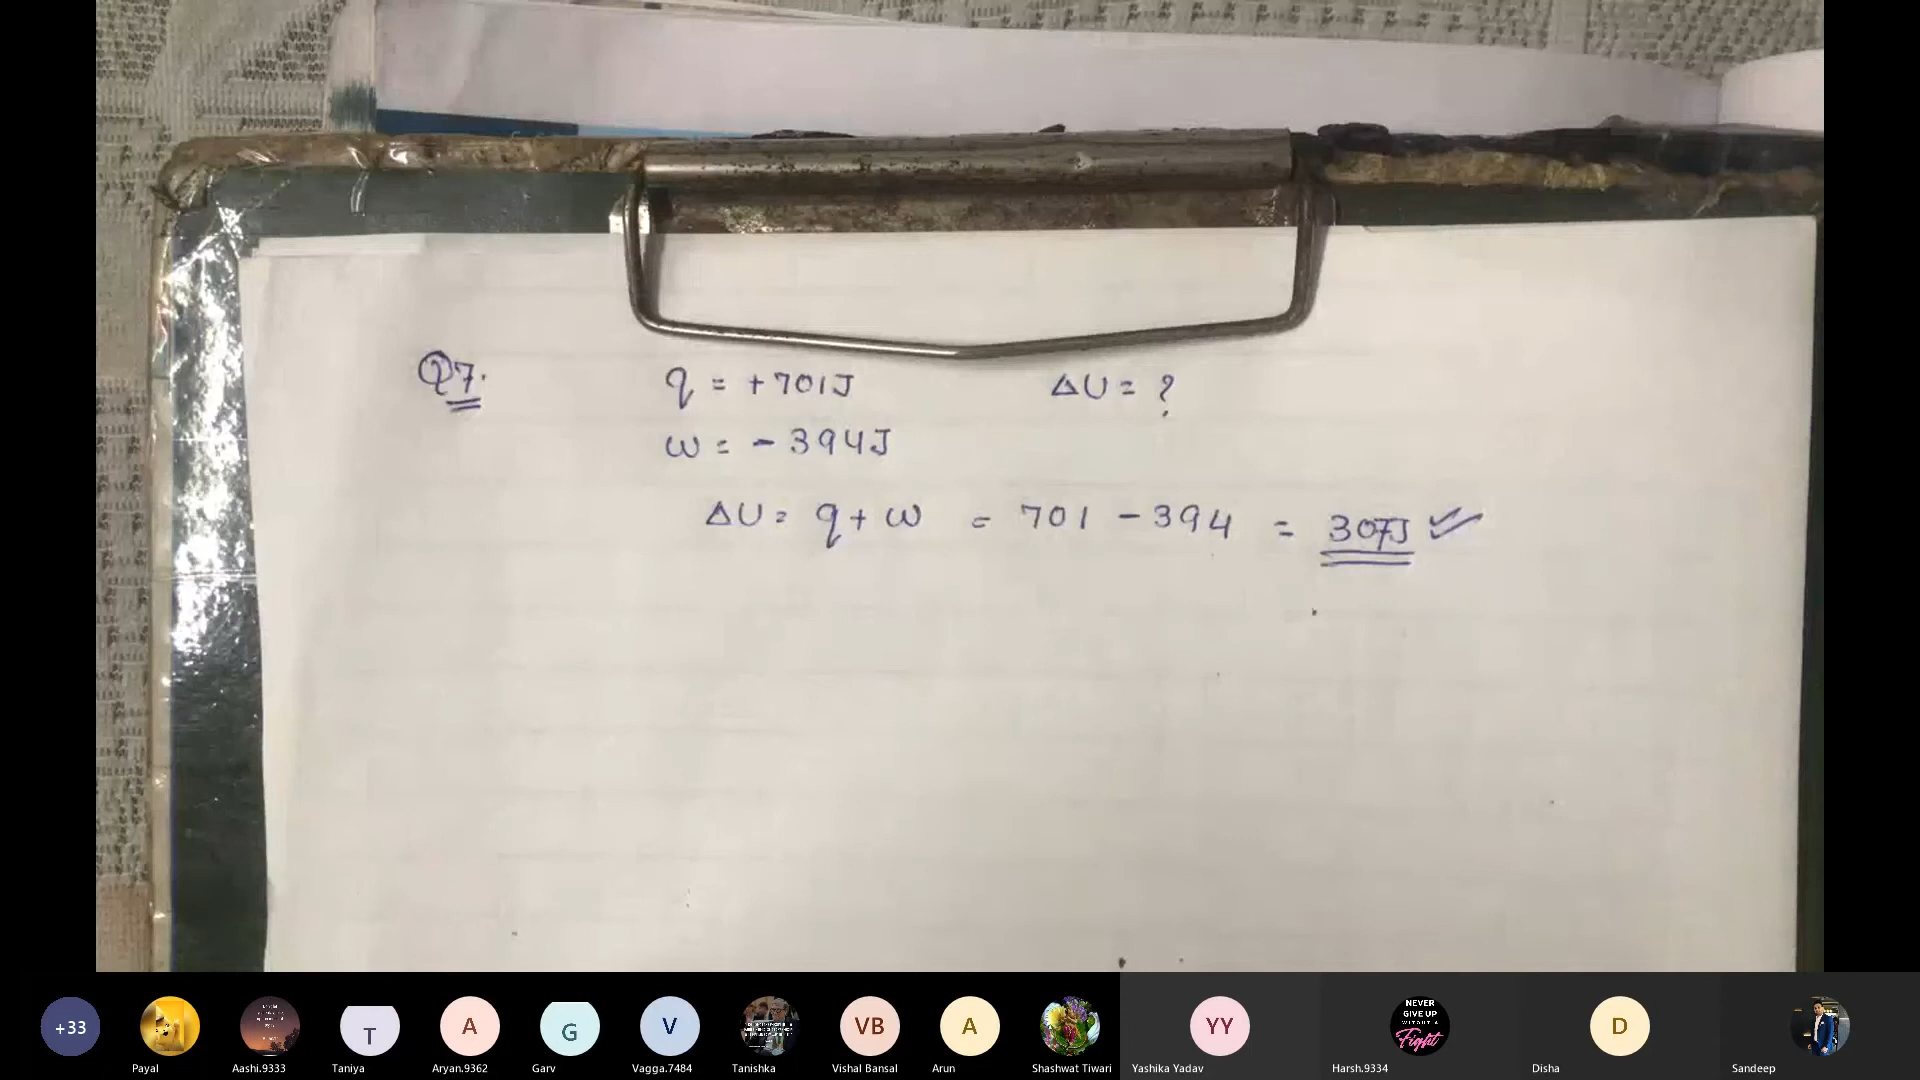 Q7. q = +701J ΔU = ?
w = -394J
ΔU = q + w = 701 - 394 = 307J
+33
T
A
G
V
VB
A
YY
NEVER
GIVE UP
WITHOUT A
Fight
D
Payal
Aashi.9333
Taniya
Aryan.9362
Garv
Vagga.7484
Tanishka
Vishal Bansal
Arun
Shashwat Tiwari
Yashika Yadav
Harsh.9334
Disha
Sandeep